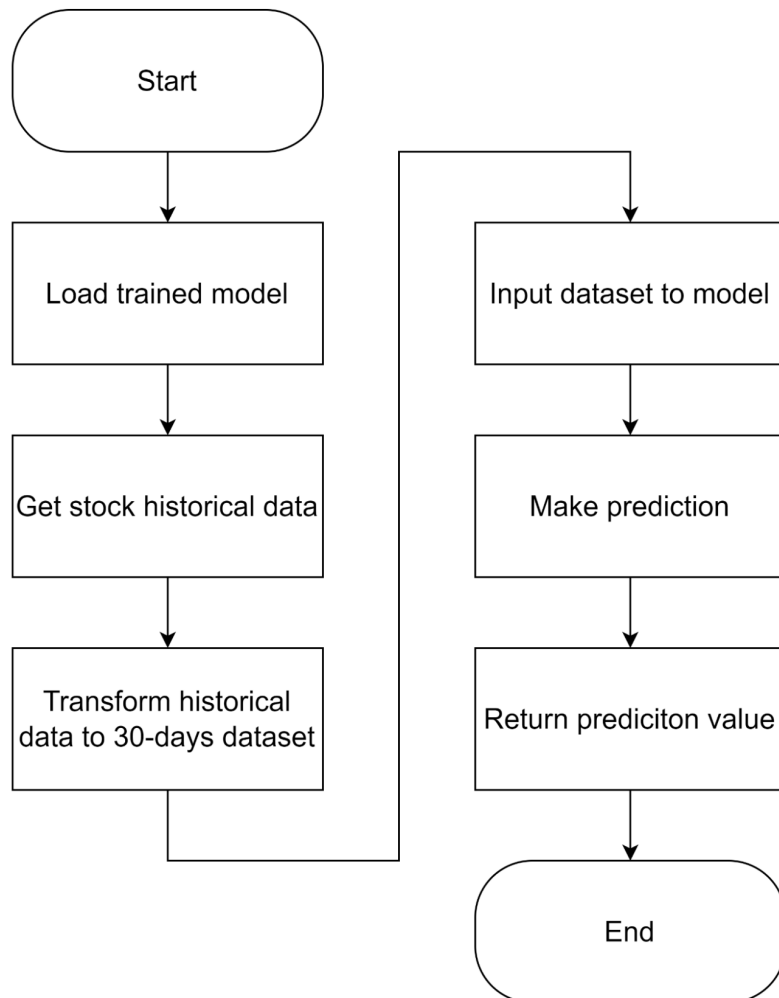 Start
Load trained model
Get stock historical data
Transform historical
data to 30-days dataset
Input dataset to model
Make prediction
Return prediciton value
End